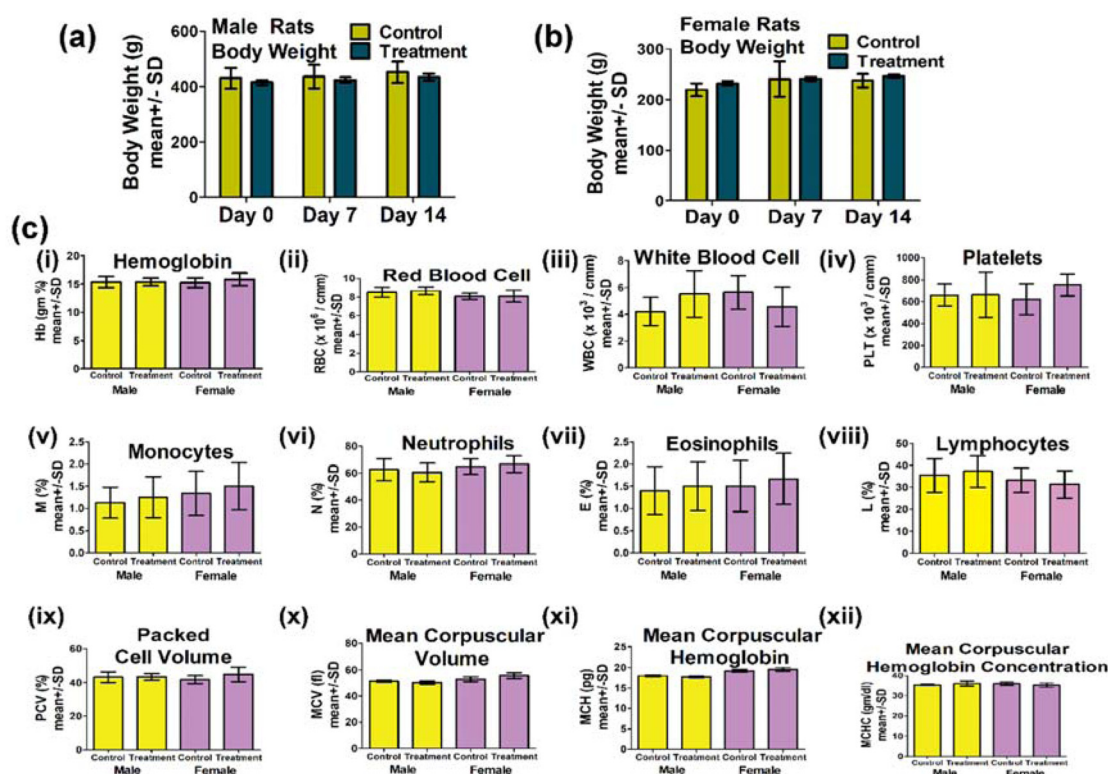 (a)
Male Rats
Body Weight
Control
Treatment
Body Weight (g)
mean+/- SD
600
400
200
0
Day 0 Day 7 Day 14
(b)
Female Rats
Body Weight
Control
Treatment
Body Weight (g)
mean+/- SD
300
200
100
0
Day 0 Day 7 Day 14
(c)
(i)
Hemoglobin
Hb (gm %)
mean+/-SD
20
15
10
5
0
Control Treatment Control Treatment
Male Female
(ii)
Red Blood Cell
RBC (x 10^6 / cmm)
mean+/-SD
10
8
6
4
2
0
Control Treatment Control Treatment
Male Female
(iii)
White Blood Cell
WBC (x 10^3 / cmm)
mean+/-SD
8
6
4
2
0
Control Treatment Control Treatment
Male Female
(iv)
Platelets
PLT (x 10^3 / cmm)
mean+/-SD
1000
800
600
400
200
0
Control Treatment Control Treatment
Male Female
(v)
Monocytes
M (%)
mean+/-SD
2.5
2.0
1.5
1.0
0.5
0.0
Control Treatment Control Treatment
Male Female
(vi)
Neutrophils
N (%)
mean+/-SD
80
60
40
20
0
Control Treatment Control Treatment
Male Female
(vii)
Eosinophils
E (%)
mean+/-SD
2.5
2.0
1.5
1.0
0.5
0.0
Control Treatment Control Treatment
Male Female
(viii)
Lymphocytes
L (%)
mean+/-SD
50
40
30
20
10
0
Control Treatment Control Treatment
Male Female
(ix)
Packed
Cell Volume
PCV (%)
mean+/-SD
60
40
20
0
Control Treatment Control Treatment
Male Female
(x)
Mean Corpuscular
Volume
MCV (fl)
mean+/-SD
80
60
40
20
0
Control Treatment Control Treatment
Male Female
(xi)
Mean Corpuscular
Hemoglobin
MCH (pg)
mean+/-SD
25
20
15
10
5
0
Control Treatment Control Treatment
Male Female
(xii)
Mean Corpuscular
Hemoglobin Concentration
MCHC (gm/dl)
mean+/-SD
40
30
20
10
0
Control Treatment Control Treatment
Male Female